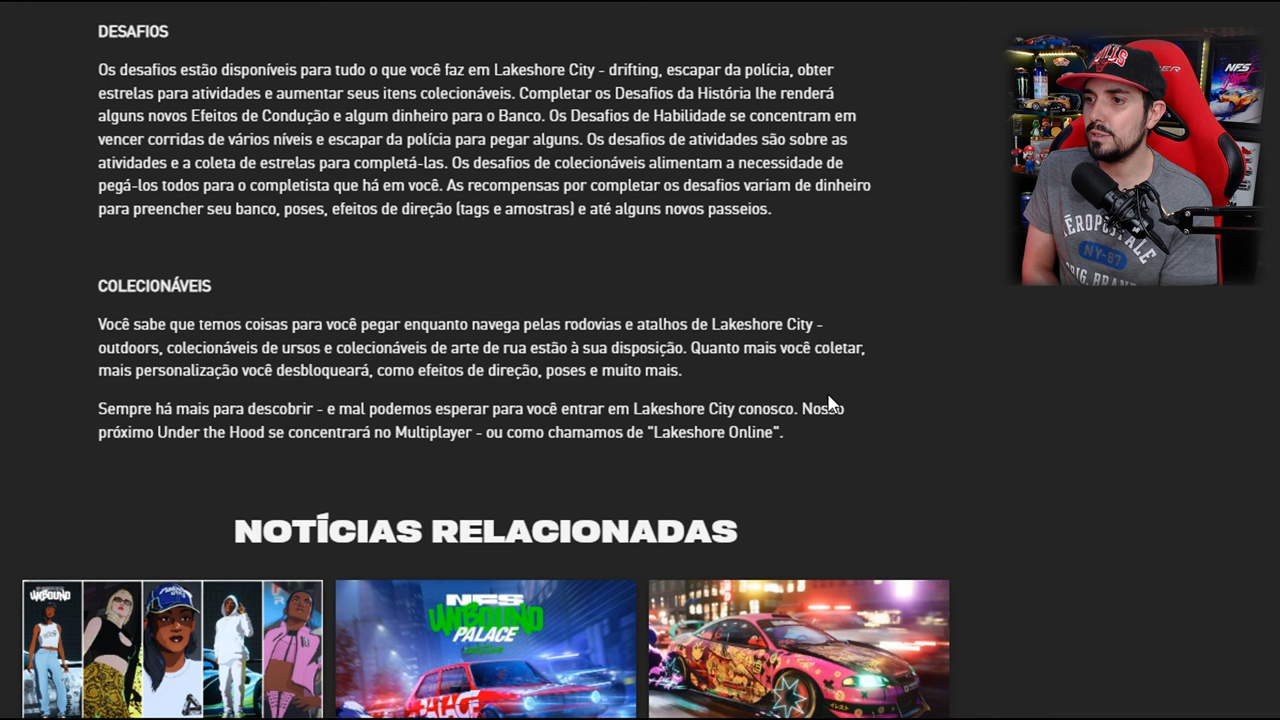 DESAFIOS
Os desafios estão disponíveis para tudo o que você faz em Lakeshore City - drifting, escapar da polícia, obter
estrelas para atividades e aumentar seus itens colecionáveis. Completar os Desafios da História lhe renderá
alguns novos Efeitos de Condução e algum dinheiro para o Banco. Os Desafios de Habilidade se concentram em
vencer corridas de vários níveis e escapar da polícia para pegar alguns. Os desafios de atividades são sobre as
atividades e a coleta de estrelas para completá-las. Os desafios de colecionáveis alimentam a necessidade de
pegá-los todos para o completista que há em você. As recompensas por completar os desafios variam de dinheiro
para preencher seu banco, poses, efeitos de direção (tags e amostras) e até alguns novos passeios.
COLECIONÁVEIS
Você sabe que temos coisas para você pegar enquanto navega pelas rodovias e atalhos de Lakeshore City -
outdoors, colecionáveis de ursos e colecionáveis de arte de rua estão à sua disposição. Quanto mais você coletar,
mais personalização você desbloqueará, como efeitos de direção, poses e muito mais.
Sempre há mais para descobrir - e mal podemos esperar para você entrar em Lakeshore City conosco. Nosso
próximo Under the Hood se concentrará no Multiplayer - ou como chamamos de "Lakeshore Online".
NOTÍCIAS RELACIONADAS
UNBOUND
NFS
UNBOUND
PALACE
BULLS
NFS
AÉROPOSTALE
NY-87
ORIG. BRAND